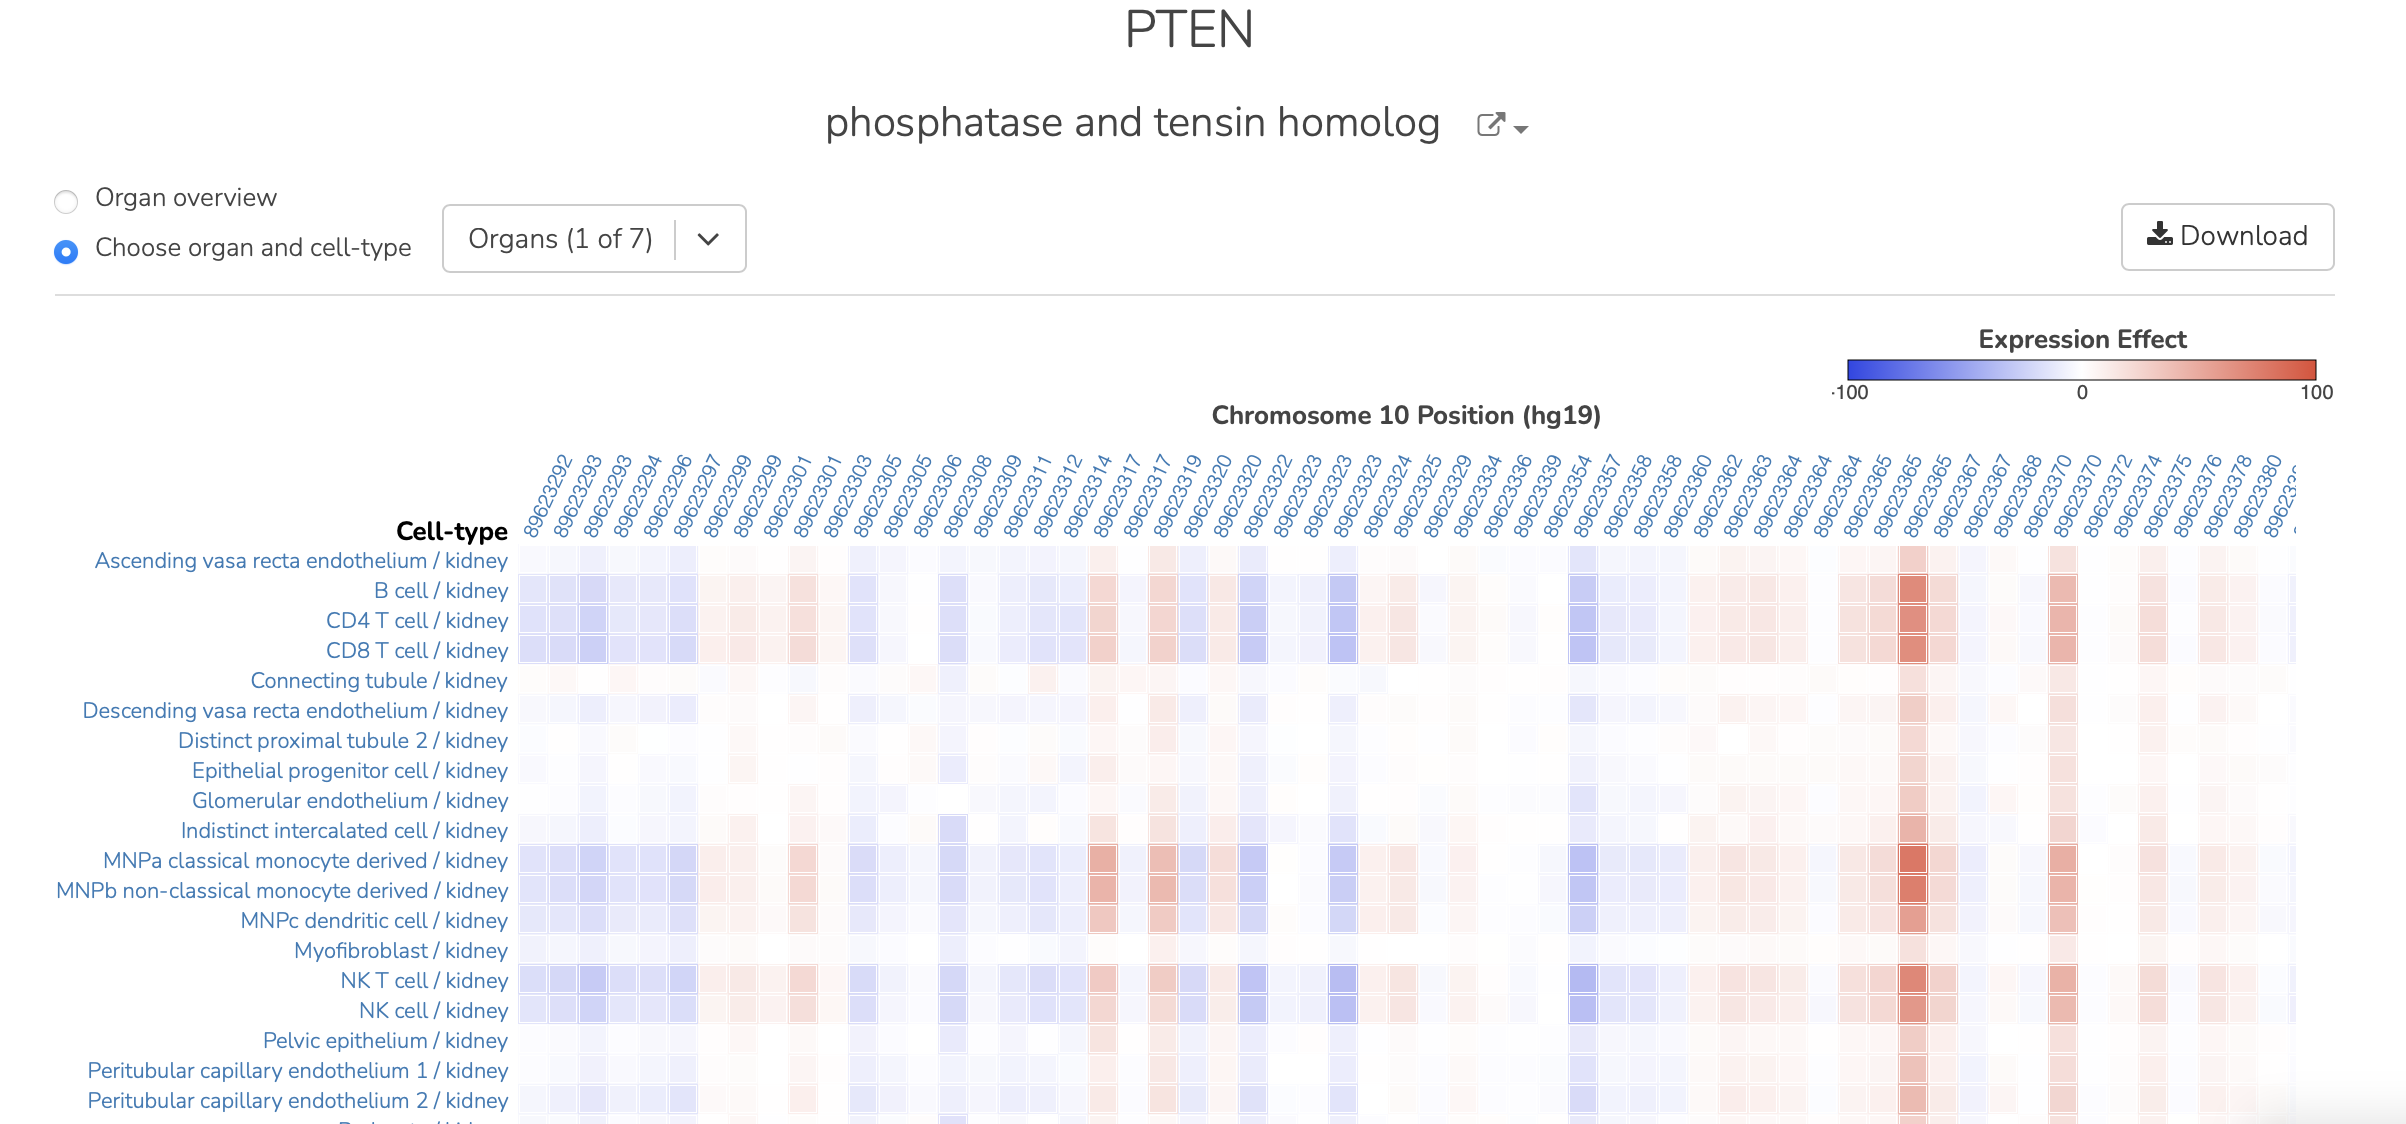 PTEN
phosphatase and tensin homolog
Organ overview
Choose organ and cell-type
Organs (1 of 7)
Download
Expression Effect
-100 0 100
Chromosome 10 Position (hg19)
89623292 89623293 89623293 89623294 89623296 89623297 89623299 89623299 89623301 89623301 89623303 89623305 89623305 89623306 89623308 89623309 89623311 89623312 89623314 89623317 89623317 89623319 89623320 89623320 89623322 89623323 89623323 89623323 89623324 89623325 89623329 89623334 89623336 89623339 89623354 89623357 89623358 89623358 89623360 89623362 89623363 89623364 89623364 89623364 89623365 89623365 89623365 89623367 89623367 89623368 89623370 89623370 89623372 89623374 89623375 89623376 89623378 89623380
Cell-type
Ascending vasa recta endothelium / kidney
B cell / kidney
CD4 T cell / kidney
CD8 T cell / kidney
Connecting tubule / kidney
Descending vasa recta endothelium / kidney
Distinct proximal tubule 2 / kidney
Epithelial progenitor cell / kidney
Glomerular endothelium / kidney
Indistinct intercalated cell / kidney
MNPa classical monocyte derived / kidney
MNPb non-classical monocyte derived / kidney
MNPc dendritic cell / kidney
Myofibroblast / kidney
NK T cell / kidney
NK cell / kidney
Pelvic epithelium / kidney
Peritubular capillary endothelium 1 / kidney
Peritubular capillary endothelium 2 / kidney